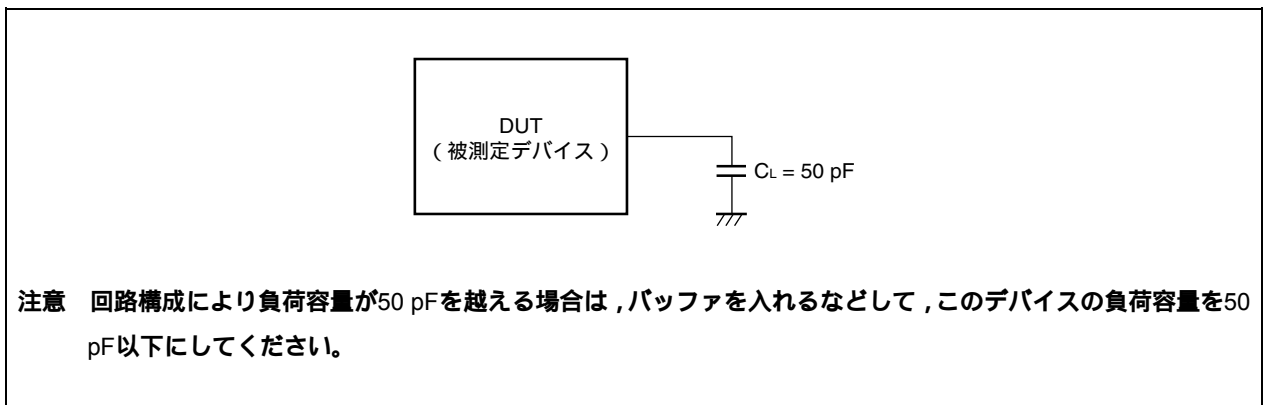 DUT
（被測定デバイス）
CL = 50 pF
注意　回路構成により負荷容量が50 pFを越える場合は，バッファを入れるなどして，このデバイスの負荷容量を50
pF以下にしてください。